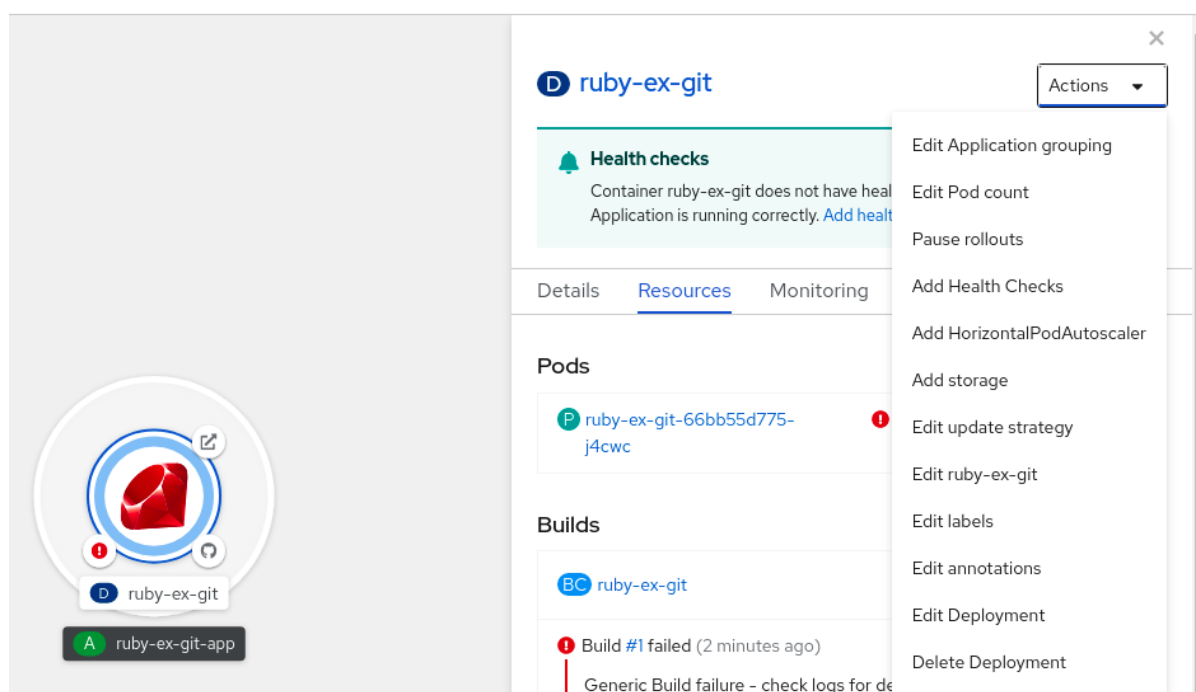 D ruby-ex-git
Actions
Health checks
Container ruby-ex-git does not have
Application is running correctly. Add
Details Resources Monitoring
Pods
P ruby-ex-git-66bb55d775-
j4cwc
Builds
BC ruby-ex-git
Build #1 failed (2 minutes ago)
Generic Build failure - check logs for
Edit Application grouping
Edit Pod count
Pause rollouts
Add Health Checks
Add HorizontalPodAutoscaler
Add storage
Edit update strategy
Edit ruby-ex-git
Edit labels
Edit annotations
Edit Deployment
Delete Deployment
D ruby-ex-git
A ruby-ex-git-app